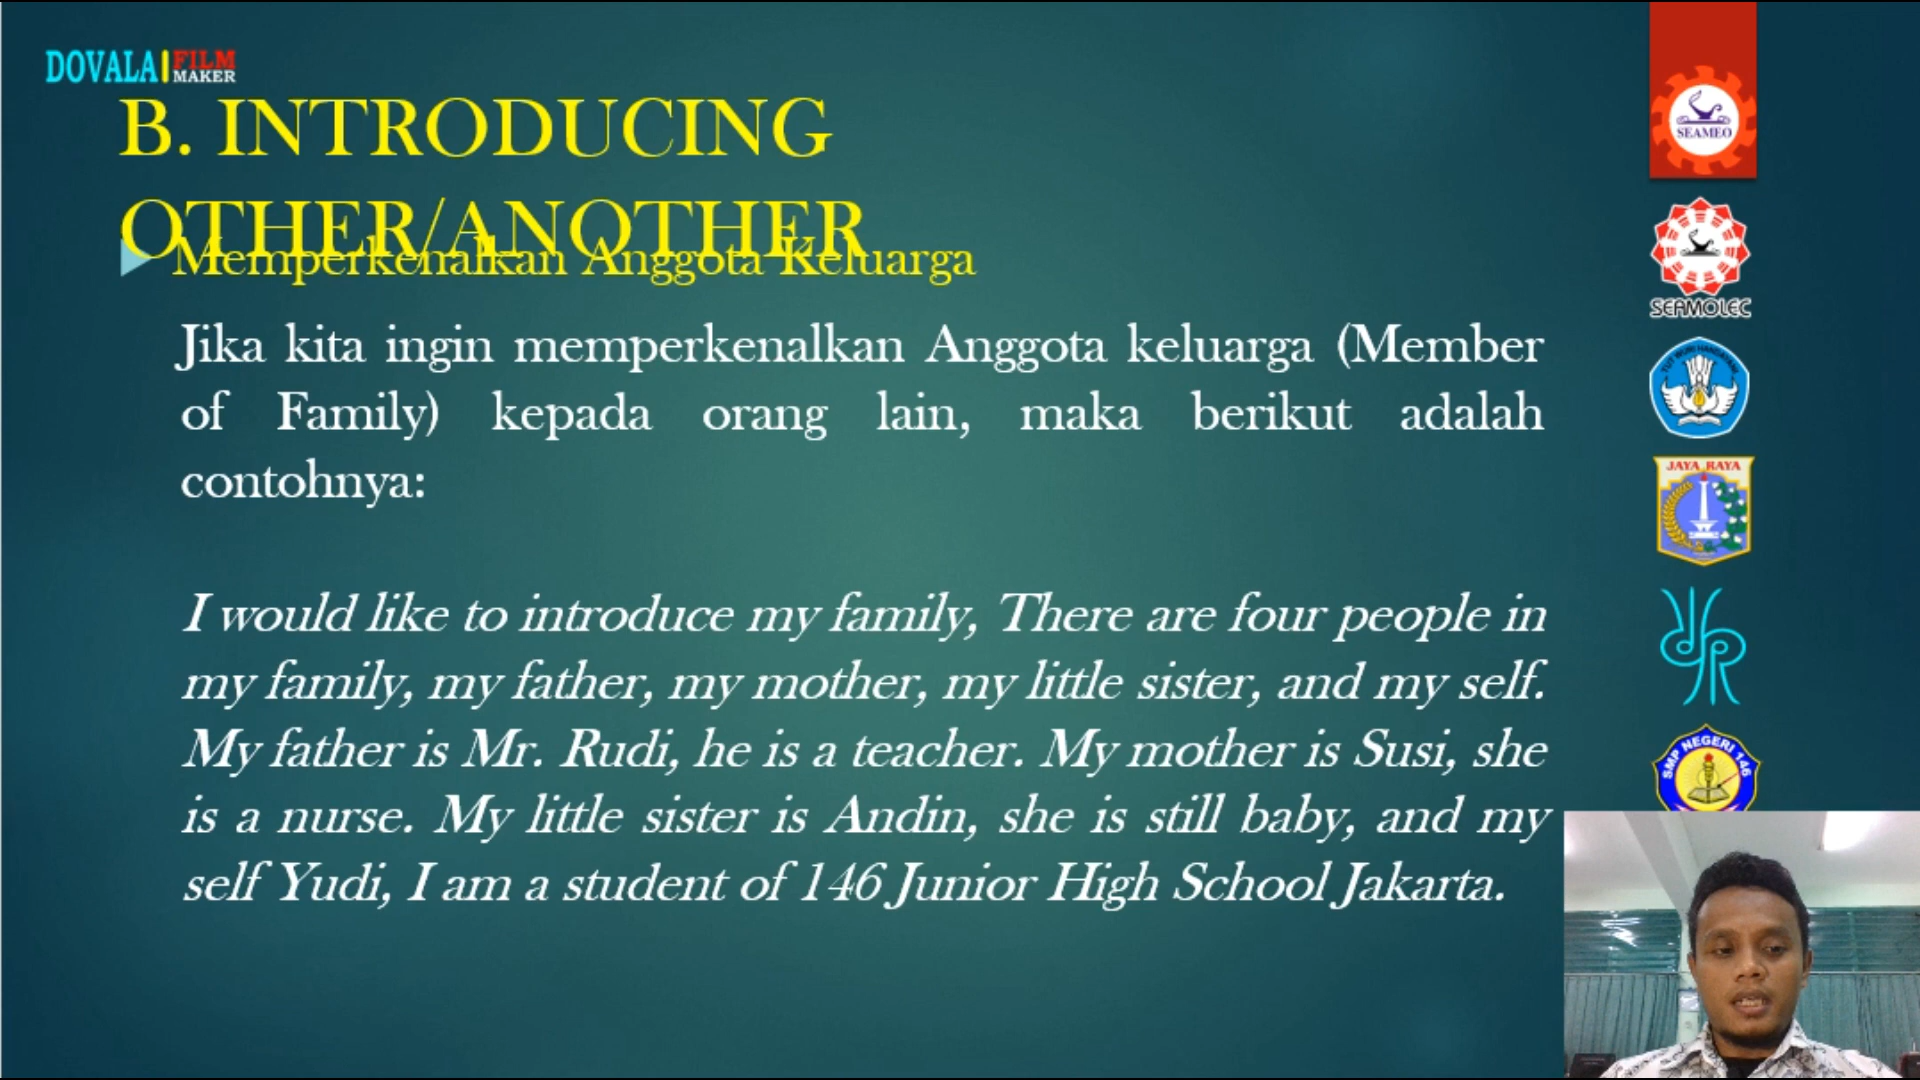 DOVALA FILM
MAKER
B. INTRODUCING
OTHER/ANOTHER
Memperkenalkan Anggota Keluarga
Jika kita ingin memperkenalkan Anggota keluarga (Member
of Family) kepada orang lain, maka berikut adalah
contohnya:
I would like to introduce my family, There are four people in
my family, my father, my mother, my little sister, and my self.
My father is Mr. Rudi, he is a teacher. My mother is Susi, she
is a nurse. My little sister is Andin, she is still baby, and my
self Yudi, I am a student of 146 Junior High School Jakarta.
SEAMEO
SEAMOLEC
TUT WURI HANDAYANI
JAYA RAYA
SMP NEGERI 146